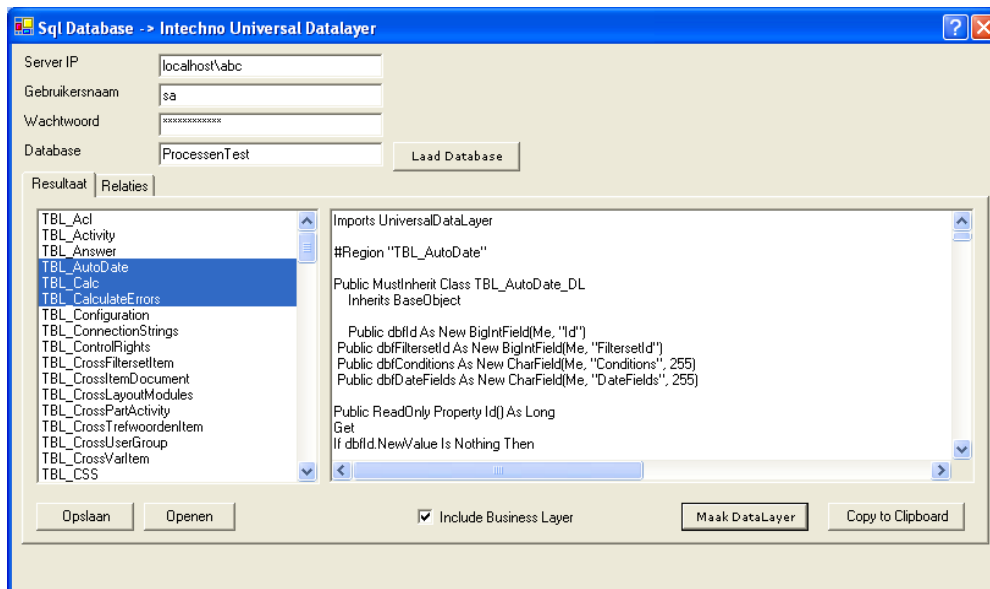 Sql Database -> Intechno Universal Datalayer
Server IP
localhost\abc
Gebruikersnaam
sa
Wachtwoord
************
Database
ProcessenTest
Laad Database
Resultaat
Relaties
TBL_Acl
TBL_Activity
TBL_Answer
TBL_AutoDate
TBL_Calc
TBL_CalculateErrors
TBL_Configuration
TBL_ConnectionStrings
TBL_ControlRights
TBL_CrossFiltersetItem
TBL_CrossItemDocument
TBL_CrossLayoutModules
TBL_CrossPartActivity
TBL_CrossTrefwoordenItem
TBL_CrossUserGroup
TBL_CrossVarItem
TBL_CSS
Imports UniversalDataLayer
#Region "TBL_AutoDate"
Public MustInherit Class TBL_AutoDate_DL
Inherits BaseObject
Public dbfId As New BigIntField(Me, "Id")
Public dbfFiltersetId As New BigIntField(Me, "FiltersetId")
Public dbfConditions As New CharField(Me, "Conditions", 255)
Public dbfDateFields As New CharField(Me, "DateFields", 255)
Public ReadOnly Property Id() As Long
Get
If dbfId.NewValue Is Nothing Then
Opslaan
Openen
Include Business Layer
Maak DataLayer
Copy to Clipboard